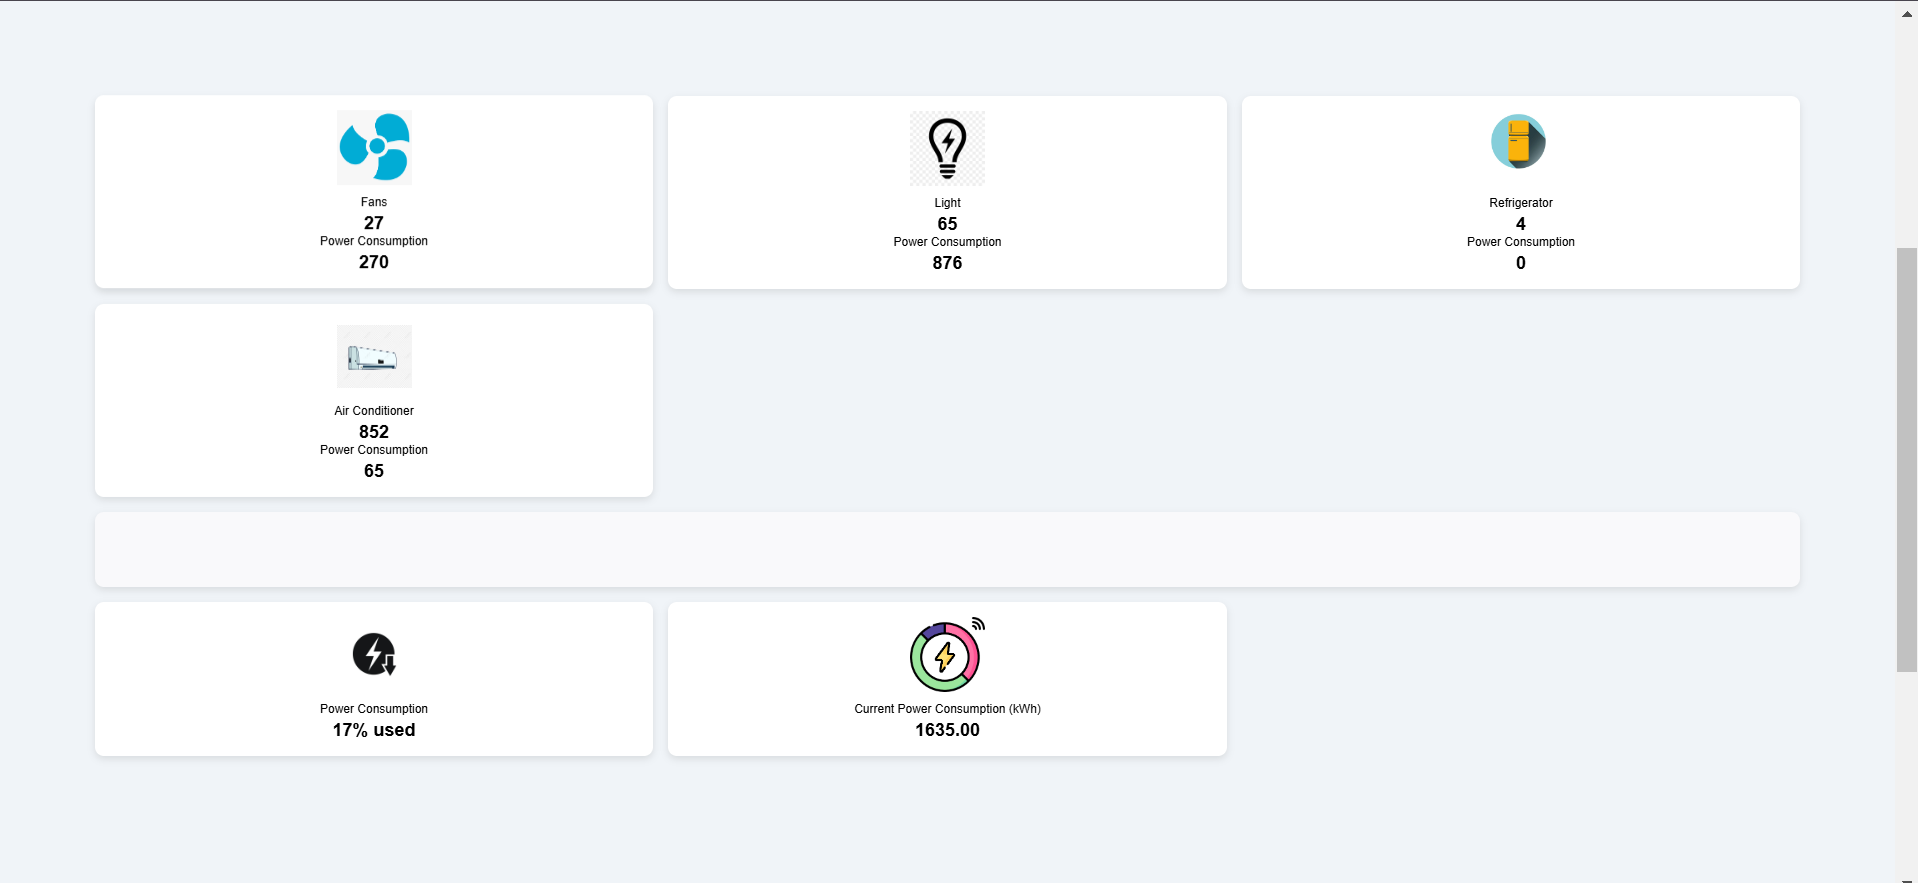 Fans
27
Power Consumption
270
Light
65
Power Consumption
876
Refrigerator
4
Power Consumption
0
Air Conditioner
852
Power Consumption
65
Power Consumption
17% used
Current Power Consumption (kWh)
1635.00